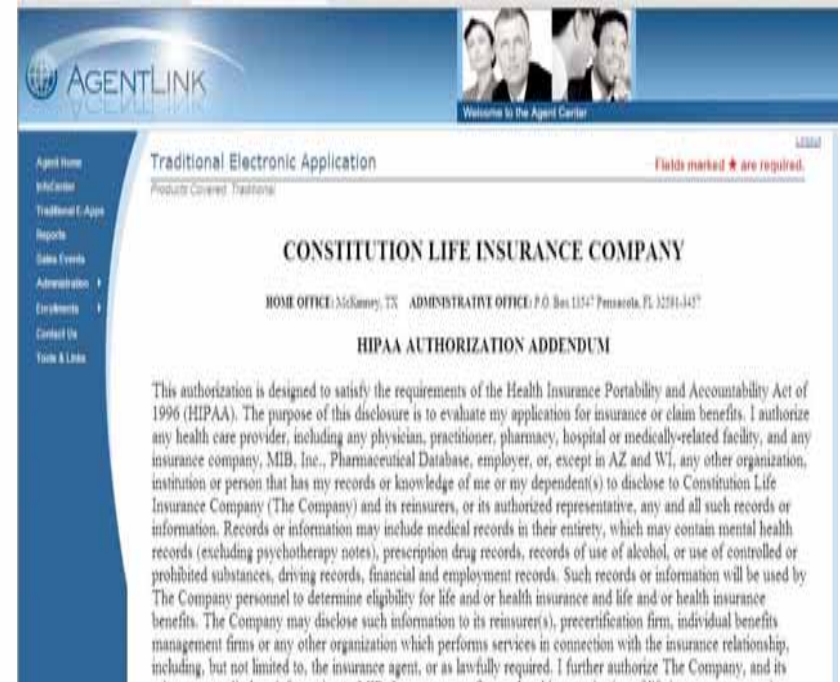 AGENTLINK
Welcome to the Agent Center
Logout
Agent Home
InfoCenter
Traditional E-Apps
Reports
Sales Events
Administration
Enrollments
Contact Us
Tools & Links
Traditional Electronic Application
Fields marked ★ are required.
Products Covered: Traditional
CONSTITUTION LIFE INSURANCE COMPANY
HOME OFFICE: McKinney, TX ADMINISTRATIVE OFFICE: P.O. Box Pensacola, FL
HIPAA AUTHORIZATION ADDENDUM
This authorization is designed to satisfy the requirements of the Health Insurance Portability and Accountability Act of
1996 (HIPAA). The purpose of this disclosure is to evaluate my application for insurance or claim benefits. I authorize
any health care provider, including any physician, practitioner, pharmacy, hospital or medically-related facility, and any
insurance company, MIB, Inc., Pharmaceutical Database, employer, or, except in AZ and WI, any other organization,
institution or person that has my records or knowledge of me or my dependent(s) to disclose to Constitution Life
Insurance Company (The Company) and its reinsurers, or its authorized representative, any and all such records or
information. Records or information may include medical records in their entirety, which may contain mental health
records (excluding psychotherapy notes), prescription drug records, records of use of alcohol, or use of controlled or
prohibited substances, driving records, financial and employment records. Such records or information will be used by
The Company personnel to determine eligibility for life and or health insurance and life and or health insurance
benefits. The Company may disclose such information to its reinsurer(s), precertification firm, individual benefits
management firms or any other organization which performs services in connection with the insurance relationship,
including, but not limited to, the insurance agent, or as lawfully required. I further authorize The Company, and its